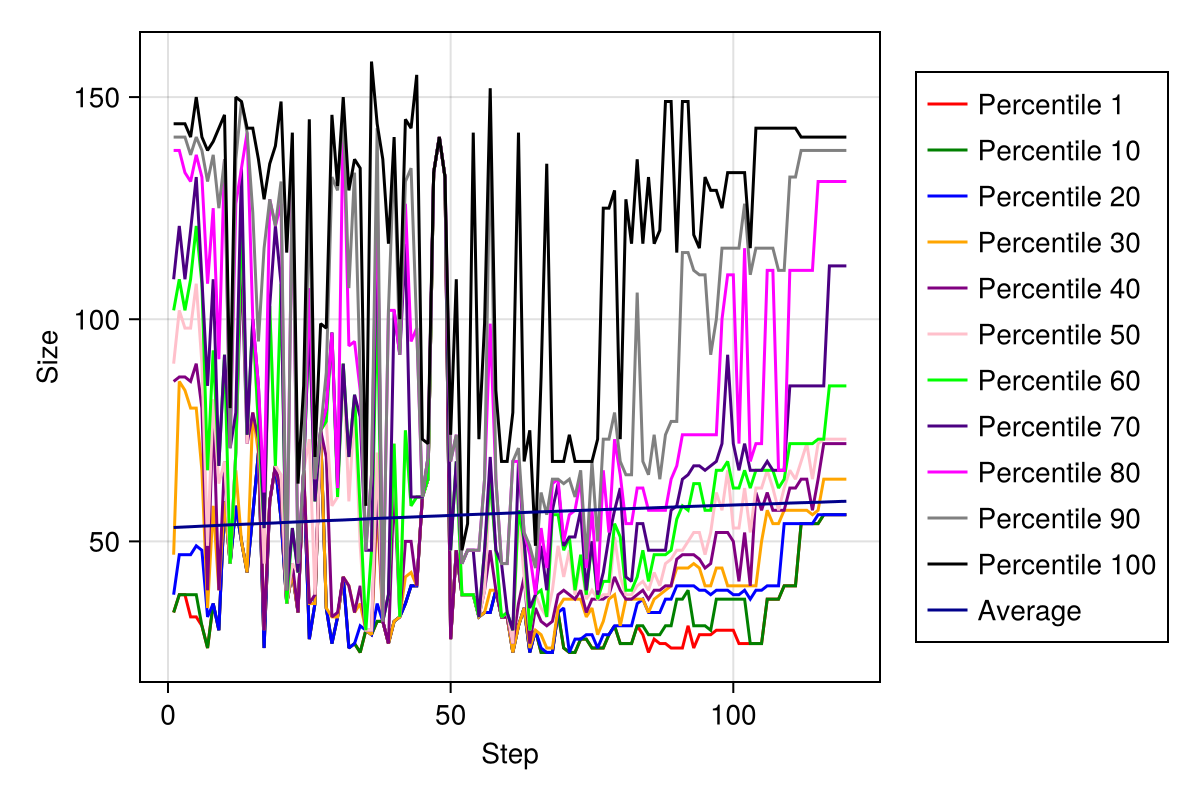 150
100
50
Size
0
50
100
Step
Percentile 1
Percentile 10
Percentile 20
Percentile 30
Percentile 40
Percentile 50
Percentile 60
Percentile 70
Percentile 80
Percentile 90
Percentile 100
Average